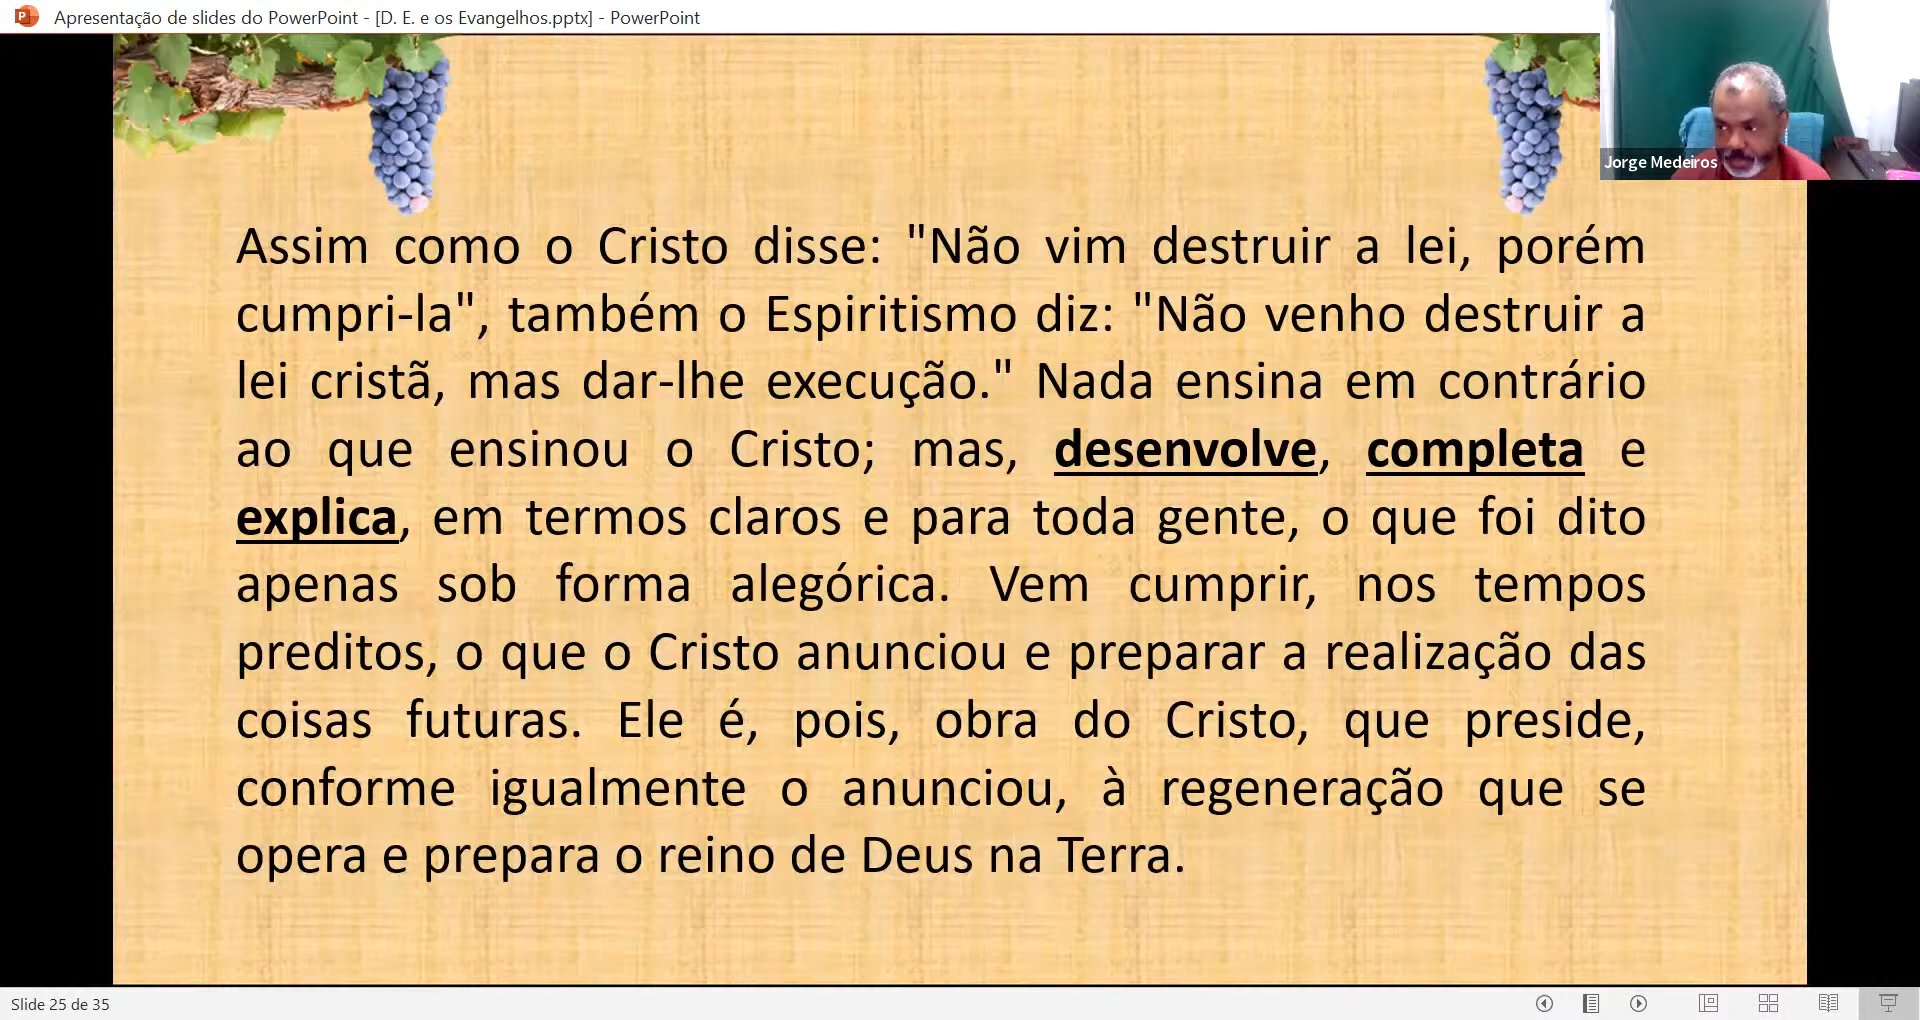 Apresentação de slides do PowerPoint - [D. E. e os Evangelhos.pptx] - PowerPoint
Jorge Medeiros
Assim como o Cristo disse: "Não vim destruir a lei, porém
cumpri-la", também o Espiritismo diz: "Não venho destruir a
lei cristã, mas dar-lhe execução." Nada ensina em contrário
ao que ensinou o Cristo; mas, desenvolve, completa e
explica, em termos claros e para toda gente, o que foi dito
apenas sob forma alegórica. Vem cumprir, nos tempos
preditos, o que o Cristo anunciou e preparar a realização das
coisas futuras. Ele é, pois, obra do Cristo, que preside,
conforme igualmente o anunciou, à regeneração que se
opera e prepara o reino de Deus na Terra.
Slide 25 de 35